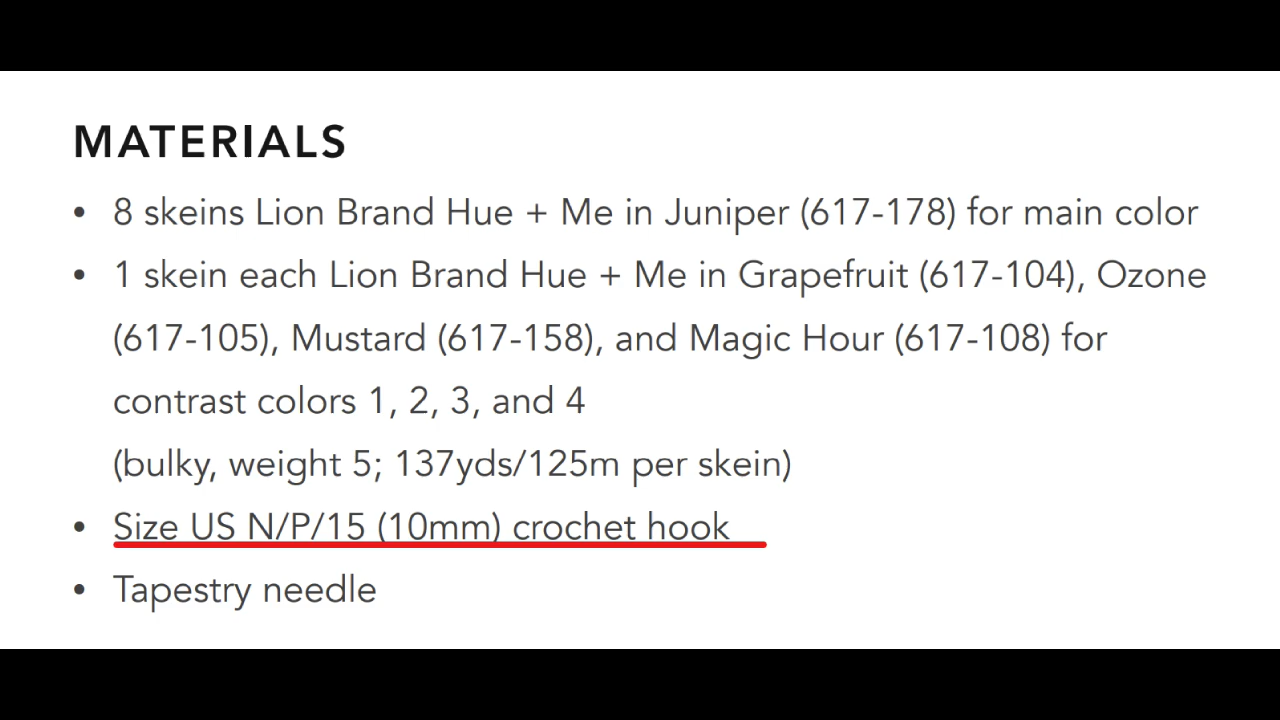 MATERIALS
• 8 skeins Lion Brand Hue + Me in Juniper (617-178) for main color
• 1 skein each Lion Brand Hue + Me in Grapefruit (617-104), Ozone
(617-105), Mustard (617-158), and Magic Hour (617-108) for
contrast colors 1, 2, 3, and 4
(bulky, weight 5; 137yds/125m per skein)
• Size US N/P/15 (10mm) crochet hook
• Tapestry needle